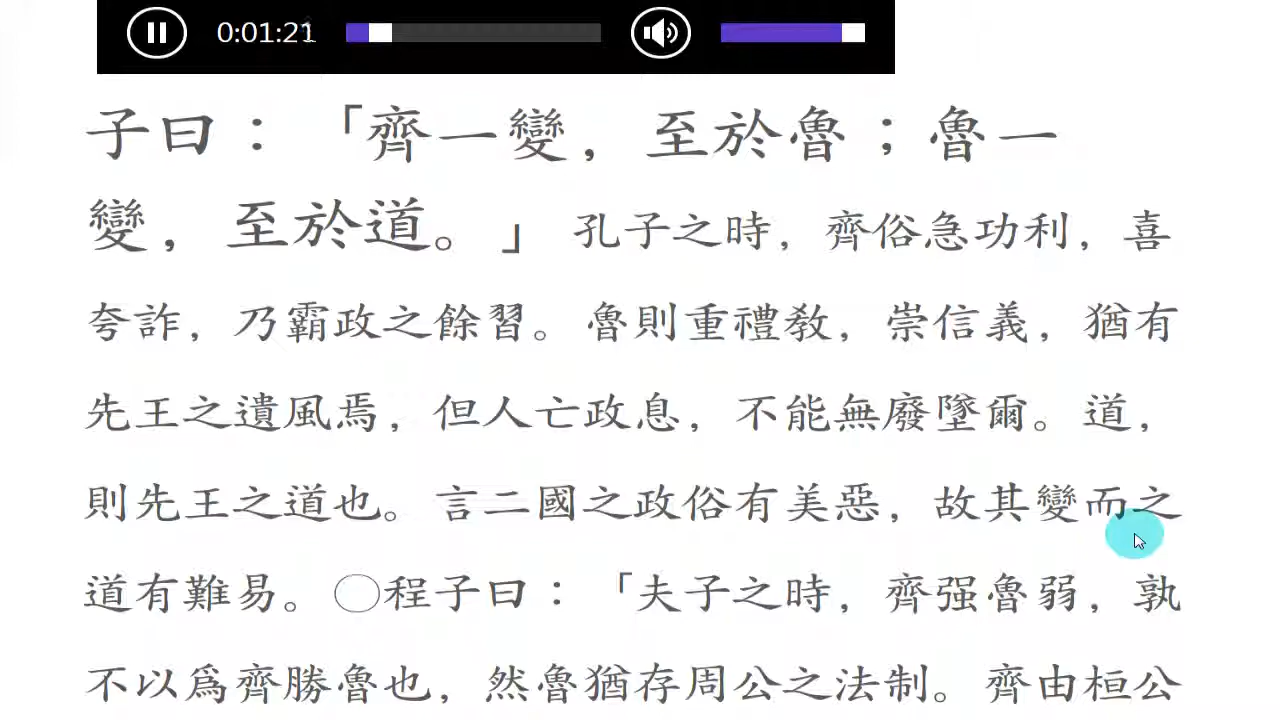 0:01:21
子曰：「齊一變，至於魯；魯一
變，至於道。」孔子之時，齊俗急功利，喜
夸詐，乃霸政之餘習。魯則重禮教，崇信義，猶有
先王之遺風焉，但人亡政息，不能無廢墜爾。道，
則先王之道也。言二國之政俗有美惡，故其變而之
道有難易。◯程子曰：「夫子之時，齊强魯弱，孰
不以爲齊勝魯也，然魯猶存周公之法制。齊由桓公